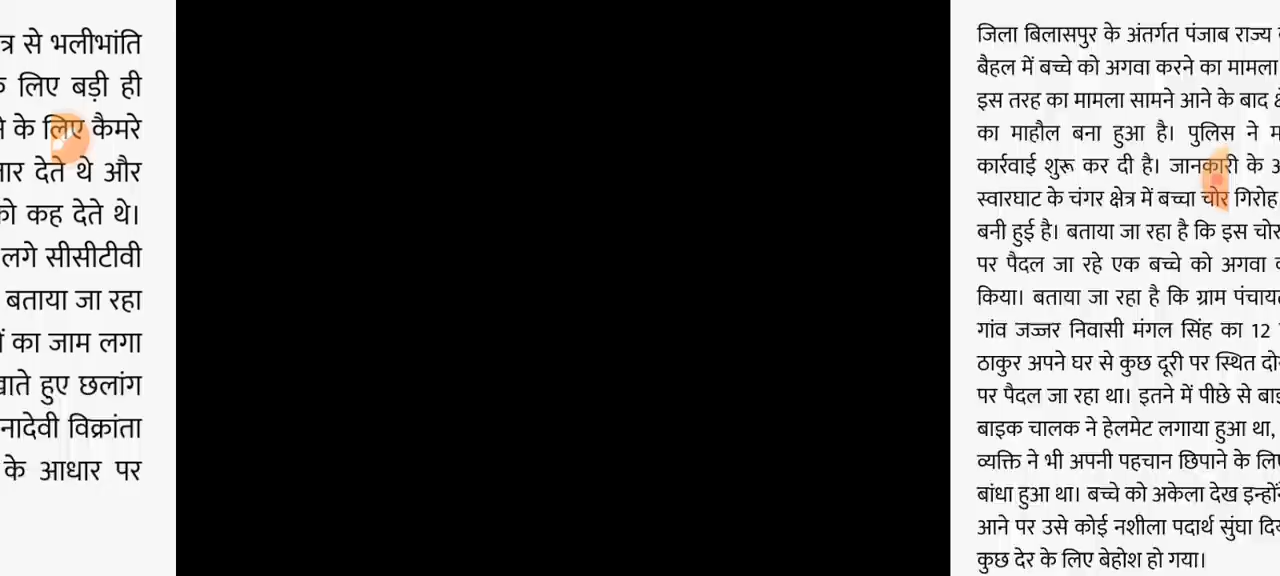 से भलीभांति
लिए बड़ी ही
के लिए कैमरे
देते थे और
कह देते थे।
लगे सीसीटीवी
बताया जा रहा
का जाम लगा
हुए छलांग
विक्रांता
के आधार पर
जिला बिलासपुर के अंतर्गत पंजाब राज्य
बैहल में बच्चे को अगवा करने का मामला
इस तरह का मामला सामने आने के बाद
का माहौल बना हुआ है। पुलिस ने
कार्रवाई शुरू कर दी है। जानकारी के
स्वारघाट के चंगर क्षेत्र में बच्चा चोर गिरोह
बनी हुई है। बताया जा रहा है कि इस
पर पैदल जा रहे एक बच्चे को अगवा
किया। बताया जा रहा है कि ग्राम
गांव जज्जर निवासी मंगल सिंह का 12
ठाकुर अपने घर से कुछ दूरी पर स्थित
पर पैदल जा रहा था। इतने में पीछे से
बाइक चालक ने हेलमेट लगाया हुआ था,
व्यक्ति ने भी अपनी पहचान छिपाने के
बांधा हुआ था। बच्चे को अकेला देख
आने पर उसे कोई नशीला पदार्थ सुंघा
कुछ देर के लिए बेहोश हो गया।